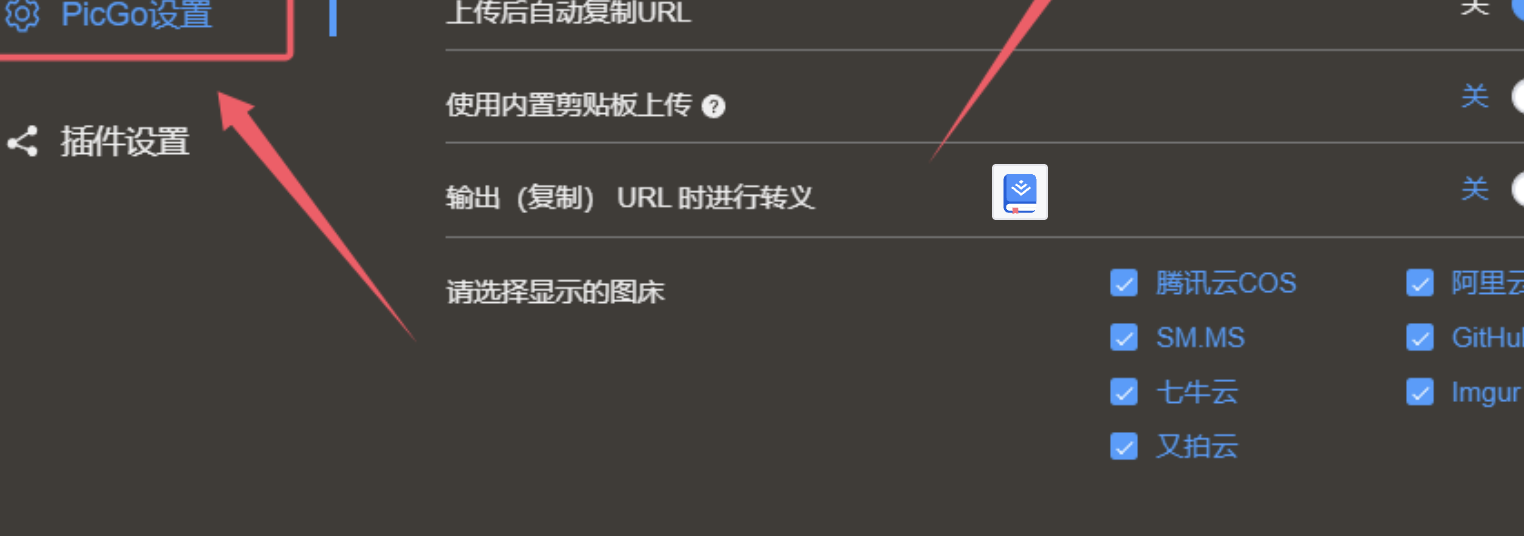 PicGo设置
上传后自动复制URL
关
使用内置剪贴板上传
关
插件设置
输出（复制） URL 时进行转义
关
请选择显示的图床
腾讯云COS
阿里云
SM.MS
GitHu
七牛云
Imgur
又拍云